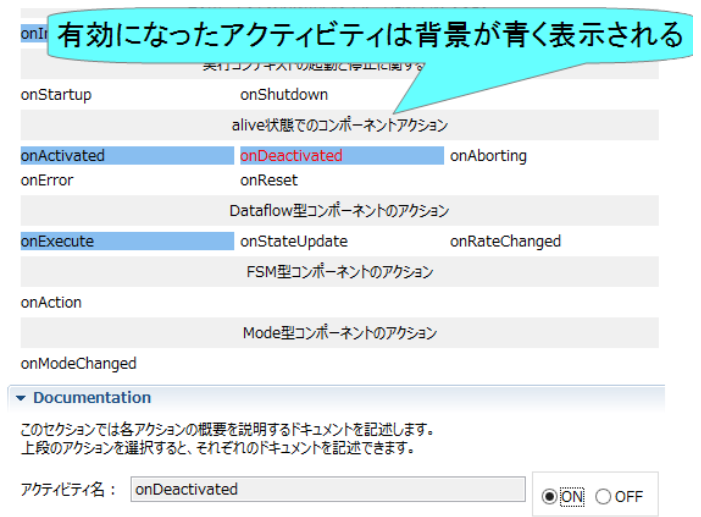 有効になったアクティビティは背景が青く表示される
onStartup onShutdown
alive状態でのコンポーネントアクション
onActivated onDeactivated onAborting
onError onReset
Dataflow型コンポーネントのアクション
onExecute onStateUpdate onRateChanged
FSM型コンポーネントのアクション
onAction
Mode型コンポーネントのアクション
onModeChanged
Documentation
このセクションでは各アクションの概要を説明するドキュメントを記述します。
上段のアクションを選択すると、それぞれのドキュメントを記述できます。
アクティビティ名： onDeactivated ON OFF